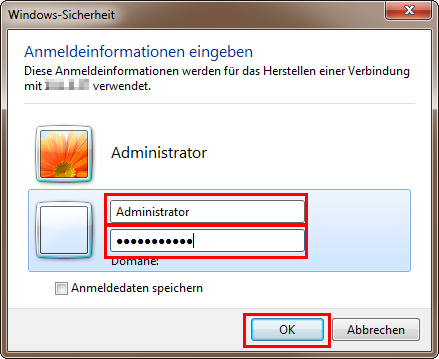 Windows-Sicherheit
Anmeldeinformationen eingeben
Diese Anmeldeinformationen werden für das Herstellen einer Verbindung
mit verwendet.
Administrator
Administrator
●●●●●●●●●●●
Domäne:
Anmeldedaten speichern
OK
Abbrechen